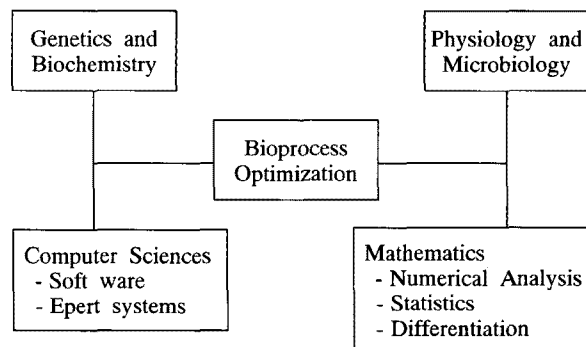 Genetics and
Biochemistry
Physiology and
Microbiology
Bioprocess
Optimization
Computer Sciences
- Soft ware
- Epert systems
Mathematics
- Numerical Analysis
- Statistics
- Differentiation